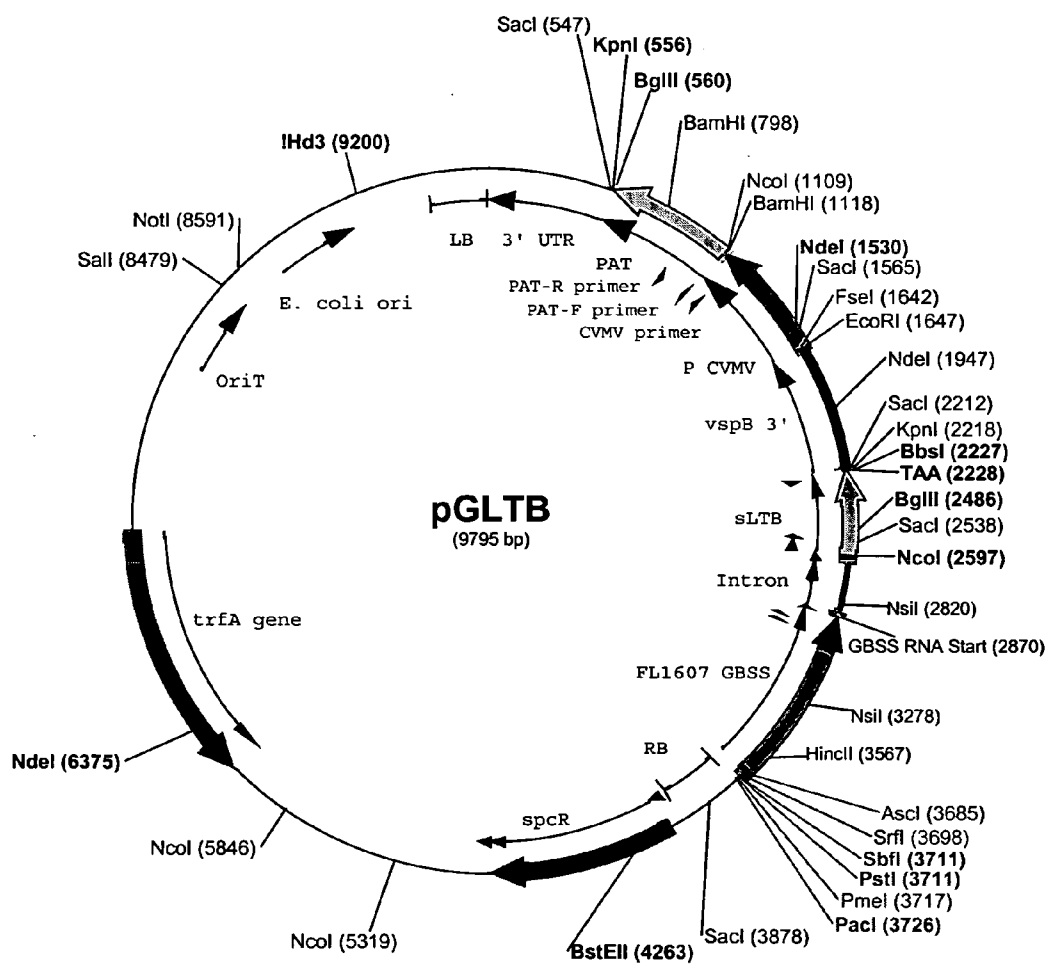 SacI (547)
KpnI (556)
BglII (560)
BamHI (798)
!Hd3 (9200)
NcoI (1109)
BamHI (1118)
NotI (8591)
SalI (8479)
LB 3' UTR
NdeI (1530)
SacI (1565)
FseI (1642)
EcoRI (1647)
PAT
PAT-R primer
PAT-F primer
CVMV primer
E. coli ori
OriT
P CVMV
NdeI (1947)
vspB 3'
SacI (2212)
KpnI (2218)
BbsI (2227)
TAA (2228)
BglII (2486)
SacI (2538)
NcoI (2597)
pGLTB
(9795 bp)
sLTB
Intron
NsiI (2820)
GBSS RNA Start (2870)
trfA gene
FL1607 GBSS
NsiI (3278)
HincII (3567)
RB
NdeI (6375)
spcR
AscI (3685)
SrfI (3698)
SbfI (3711)
PstI (3711)
PmeI (3717)
PacI (3726)
NcoI (5846)
NcoI (5319)
BstEII (4263)
SacI (3878)